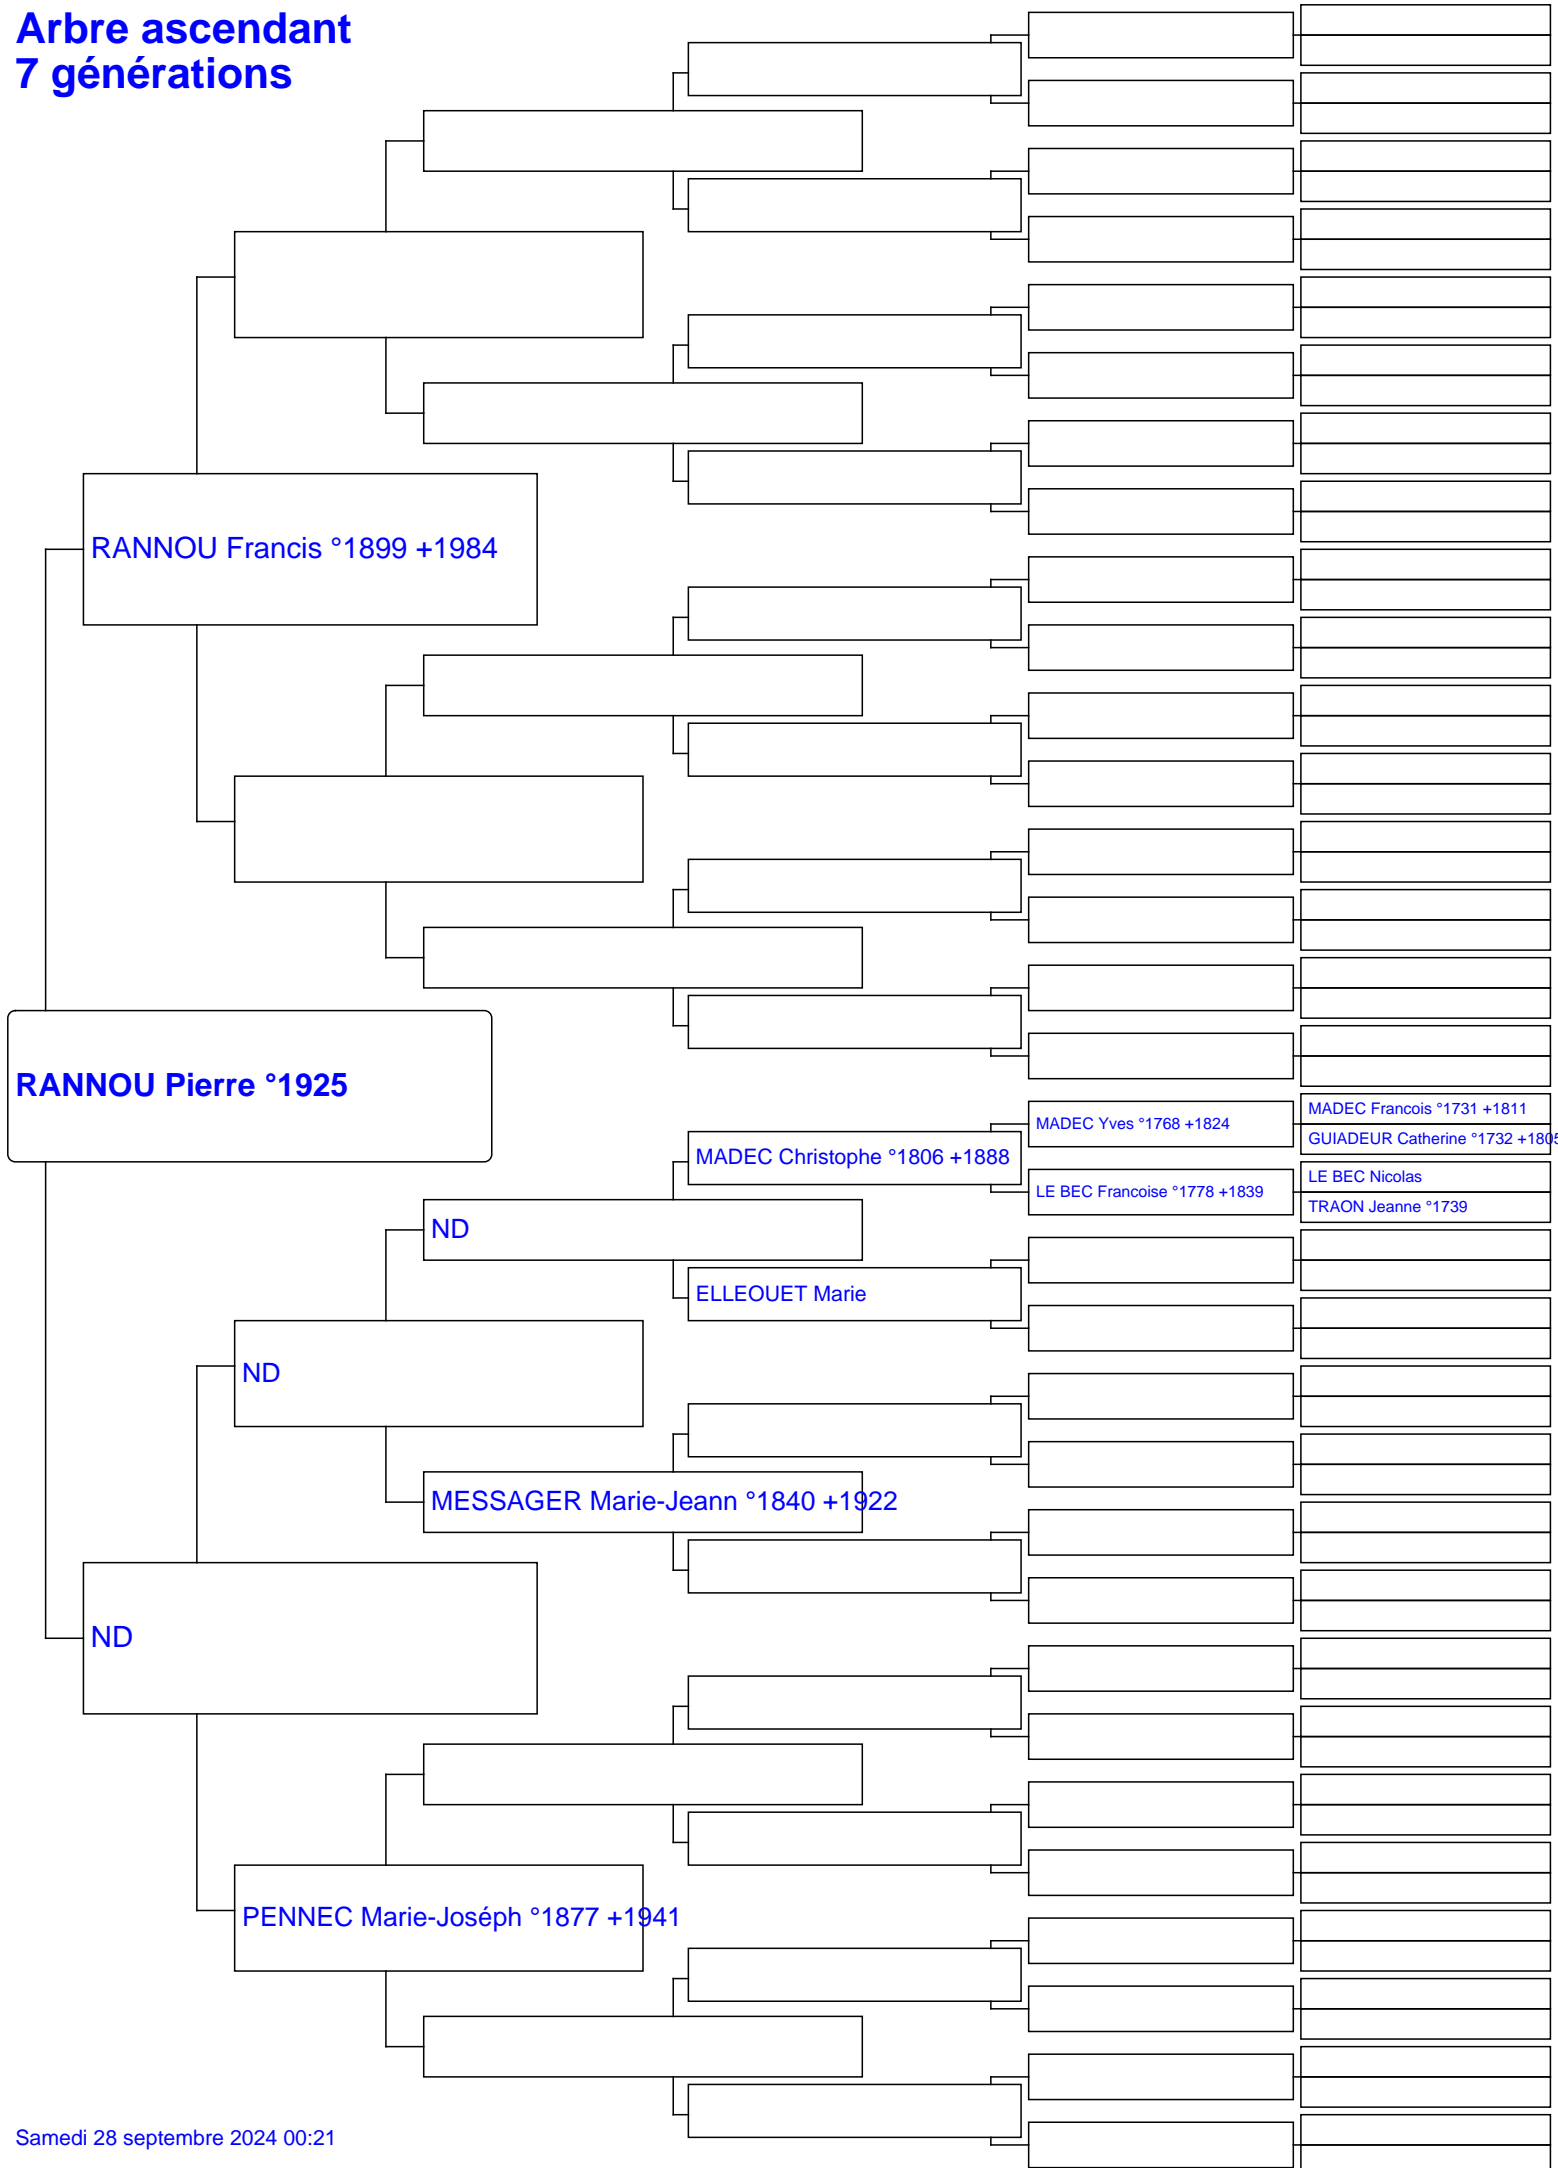 Arbre ascendant
7 générations
RANNOU Francis °1899 +1984
RANNOU Pierre °1925
MADEC Francois °1731 +1811
MADEC Yves °1768 +1824
GUIADEUR Catherine °1732 +1805
MADEC Christophe °1806 +1888
LE BEC Nicolas
LE BEC Francoise °1778 +1839
TRAON Jeanne °1739
ND
ELLEOUET Marie
ND
MESSAGER Marie-Jeann °1840 +1922
ND
PENNEC Marie-Joséph °1877 +1941
Samedi 28 septembre 2024 00:21